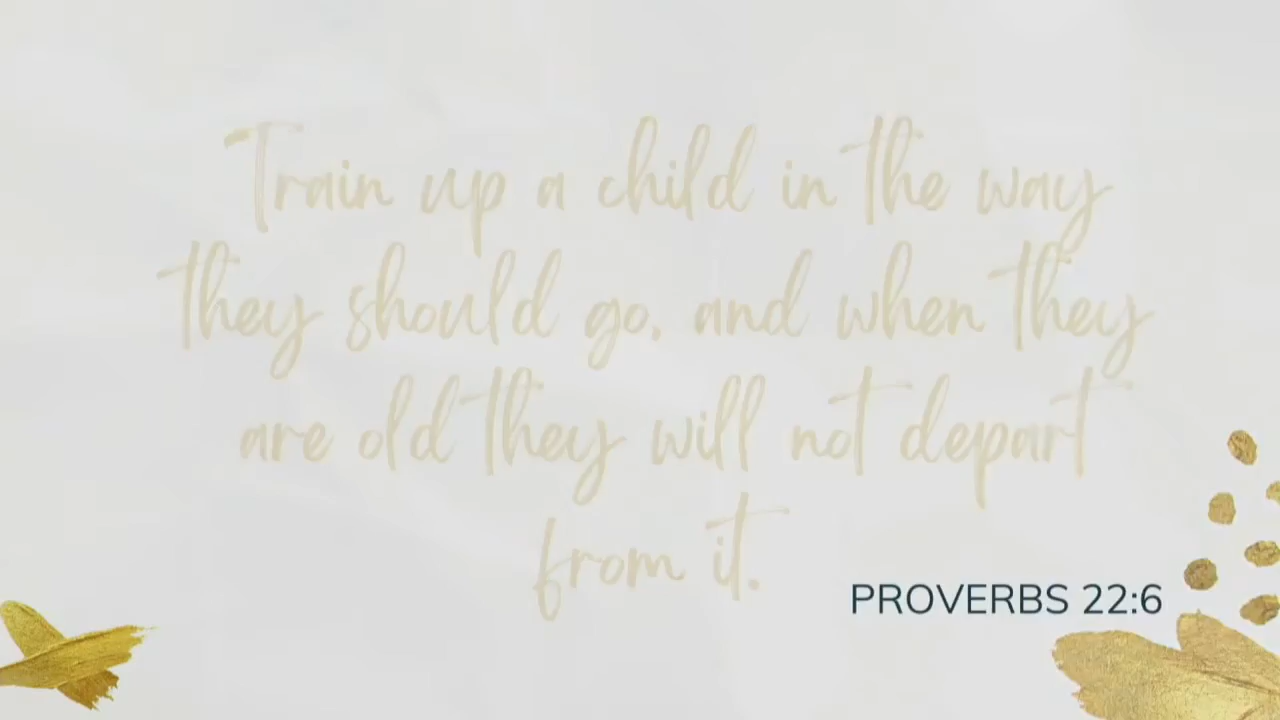 Train up a child in the way
they should go, and when they
are old they will not depart
from it.
PROVERBS 22:6